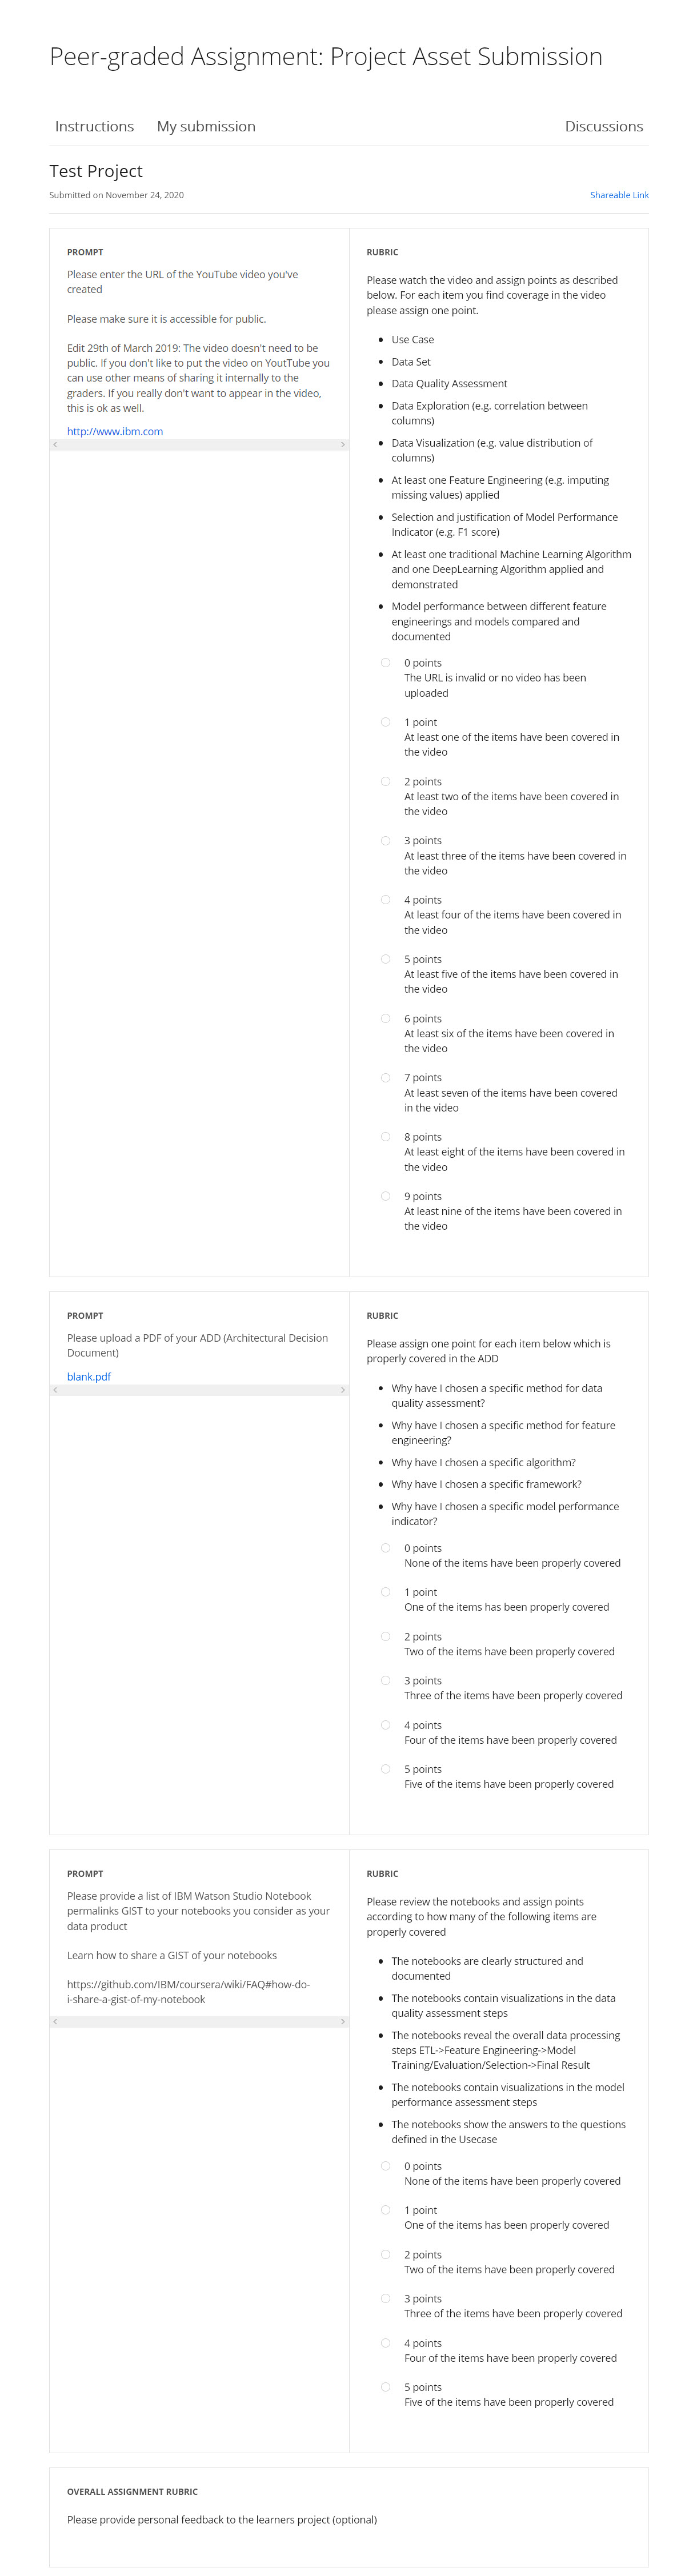 Peer-graded Assignment: Project Asset Submission
Instructions My submission Discussions
Test Project
Submitted on November 24, 2020 Shareable Link
PROMPT
Please enter the URL of the YouTube video you've
created
Please make sure it is accessible for public.
Edit 29th of March 2019: The video doesn't need to be
public. If you don't like to put the video on YoutTube you
can use other means of sharing it internally to the
graders. If you really don't want to appear in the video,
this is ok as well.
http://www.ibm.com
RUBRIC
Please watch the video and assign points as described
below. For each item you find coverage in the video
please assign one point.
Use Case
Data Set
Data Quality Assessment
Data Exploration (e.g. correlation between
columns)
Data Visualization (e.g. value distribution of
columns)
At least one Feature Engineering (e.g. imputing
missing values) applied
Selection and justification of Model Performance
Indicator (e.g. F1 score)
At least one traditional Machine Learning Algorithm
and one DeepLearning Algorithm applied and
demonstrated
Model performance between different feature
engineerings and models compared and
documented
0 points
The URL is invalid or no video has been
uploaded
1 point
At least one of the items have been covered in
the video
2 points
At least two of the items have been covered in
the video
3 points
At least three of the items have been covered in
the video
4 points
At least four of the items have been covered in
the video
5 points
At least five of the items have been covered in
the video
6 points
At least six of the items have been covered in
the video
7 points
At least seven of the items have been covered
in the video
8 points
At least eight of the items have been covered in
the video
9 points
At least nine of the items have been covered in
the video
PROMPT
Please upload a PDF of your ADD (Architectural Decision
Document)
blank.pdf
RUBRIC
Please assign one point for each item below which is
properly covered in the ADD
Why have I chosen a specific method for data
quality assessment?
Why have I chosen a specific method for feature
engineering?
Why have I chosen a specific algorithm?
Why have I chosen a specific framework?
Why have I chosen a specific model performance
indicator?
0 points
None of the items have been properly covered
1 point
One of the items has been properly covered
2 points
Two of the items have been properly covered
3 points
Three of the items have been properly covered
4 points
Four of the items have been properly covered
5 points
Five of the items have been properly covered
PROMPT
Please provide a list of IBM Watson Studio Notebook
permalinks GIST to your notebooks you consider as your
data product
Learn how to share a GIST of your notebooks
https://github.com/IBM/coursera/wiki/FAQ#how-do-
i-share-a-gist-of-my-notebook
RUBRIC
Please review the notebooks and assign points
according to how many of the following items are
properly covered
The notebooks are clearly structured and
documented
The notebooks contain visualizations in the data
quality assessment steps
The notebooks reveal the overall data processing
steps ETL->Feature Engineering->Model
Training/Evaluation/Selection->Final Result
The notebooks contain visualizations in the model
performance assessment steps
The notebooks show the answers to the questions
defined in the Usecase
0 points
None of the items have been properly covered
1 point
One of the items has been properly covered
2 points
Two of the items have been properly covered
3 points
Three of the items have been properly covered
4 points
Four of the items have been properly covered
5 points
Five of the items have been properly covered
OVERALL ASSIGNMENT RUBRIC
Please provide personal feedback to the learners project (optional)